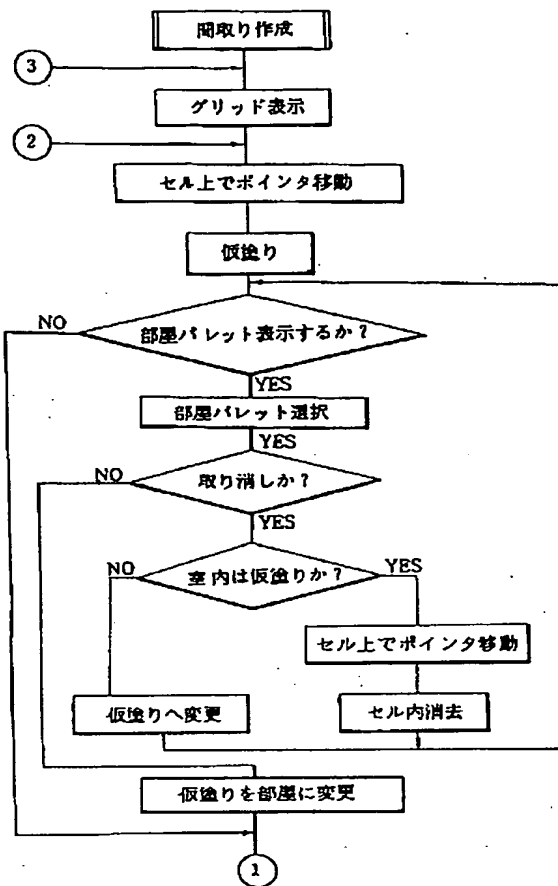 間取り作成
3
グリッド表示
2
セル上でポインタ移動
仮塗り
NO
部屋パレット表示するか?
YES
部屋パレット選択
YES
NO
取り消しか?
YES
NO
室内は仮塗りか?
YES
セル上でポインタ移動
仮塗りへ変更
セル内消去
仮塗りを部屋に変更
1